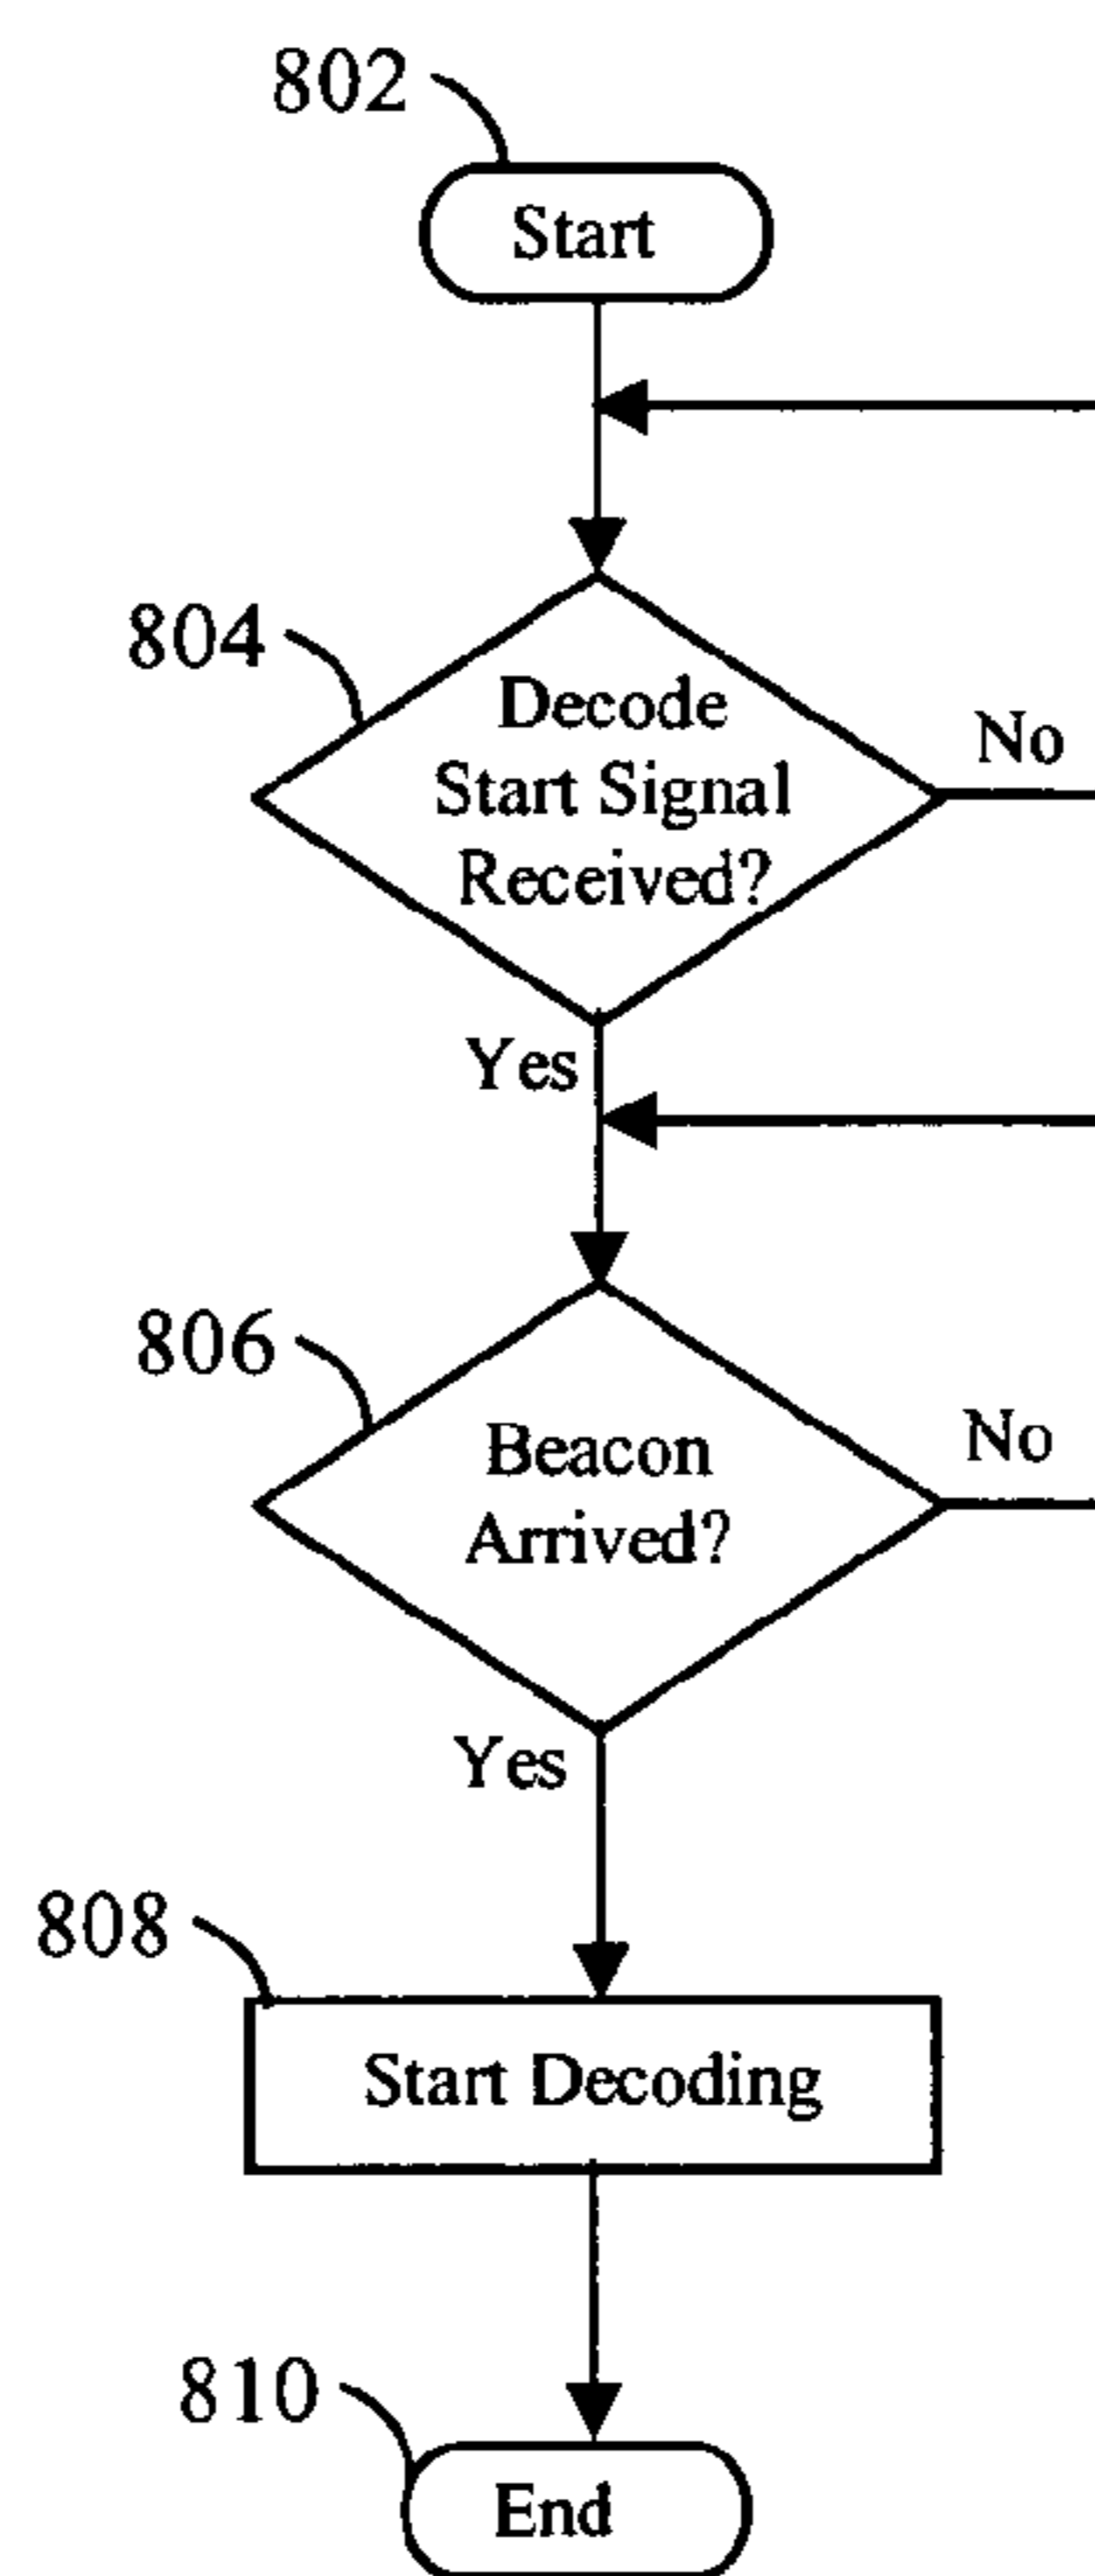 802
Start
804
Decode
Start Signal
Received?
No
Yes
806
Beacon
Arrived?
No
Yes
808
Start Decoding
810
End